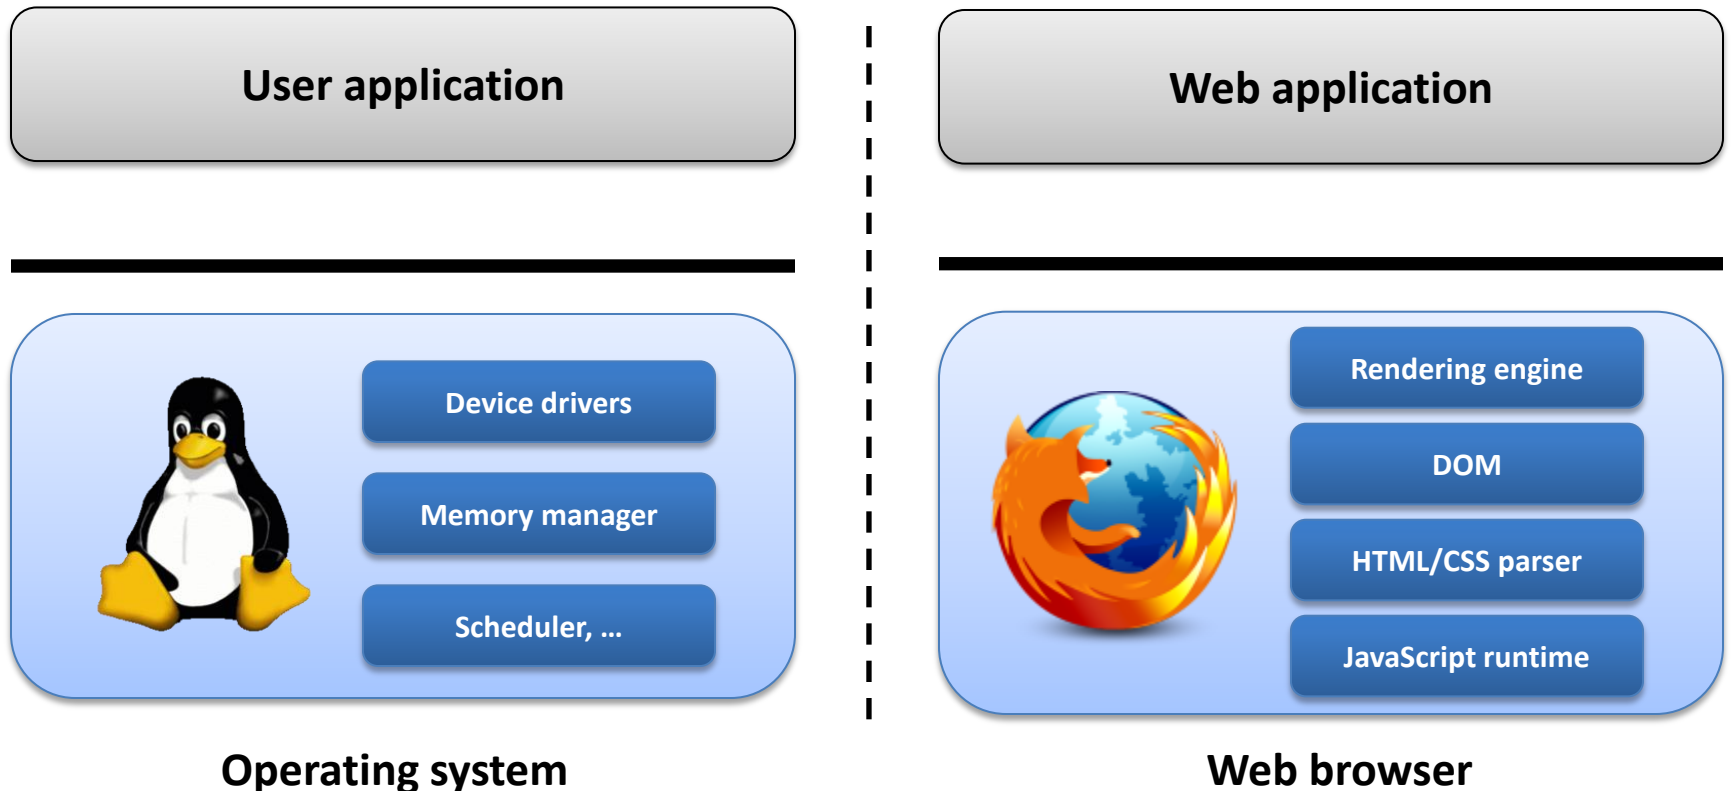 User application
Device drivers
Memory manager
Scheduler, ...
Operating system
Web application
Rendering engine
DOM
HTML/CSS parser
JavaScript runtime
Web browser